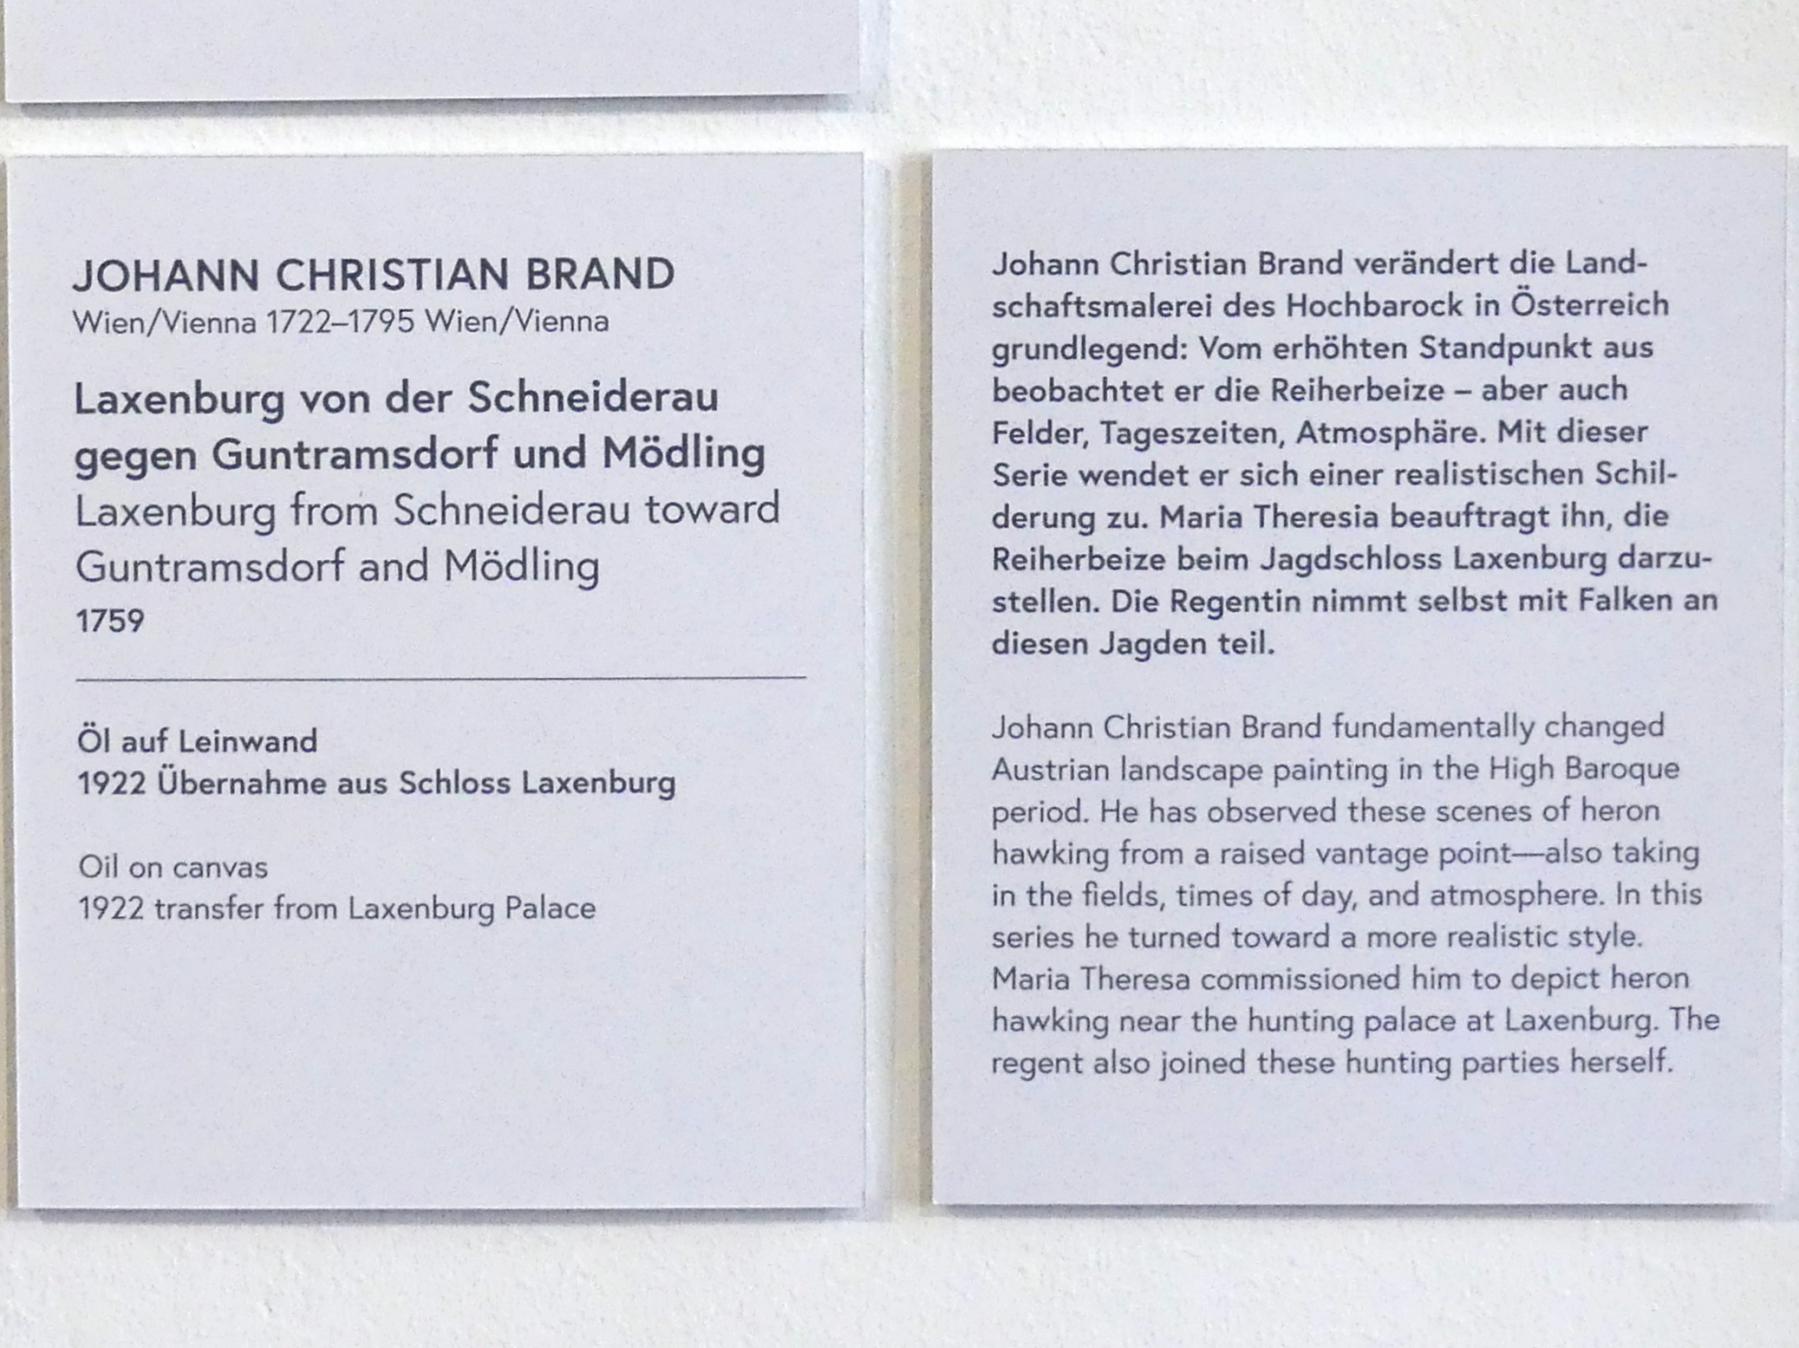 JOHANN CHRISTIAN BRAND
Wien/Vienna 1722–1795 Wien/Vienna
Laxenburg von der Schneiderau
gegen Guntramsdorf und Mödling
Laxenburg from Schneiderau toward
Guntramsdorf and Mödling
1759
Öl auf Leinwand
1922 Übernahme aus Schloss Laxenburg
Oil on canvas
1922 transfer from Laxenburg Palace
Johann Christian Brand verändert die Land-
schaftsmalerei des Hochbarock in Österreich
grundlegend: Vom erhöhten Standpunkt aus
beobachtet er die Reiherbeize – aber auch
Felder, Tageszeiten, Atmosphäre. Mit dieser
Serie wendet er sich einer realistischen Schil-
derung zu. Maria Theresia beauftragt ihn, die
Reiherbeize beim Jagdschloss Laxenburg darzu-
stellen. Die Regentin nimmt selbst mit Falken an
diesen Jagden teil.
Johann Christian Brand fundamentally changed
Austrian landscape painting in the High Baroque
period. He has observed these scenes of heron
hawking from a raised vantage point—also taking
in the fields, times of day, and atmosphere. In this
series he turned toward a more realistic style.
Maria Theresa commissioned him to depict heron
hawking near the hunting palace at Laxenburg. The
regent also joined these hunting parties herself.